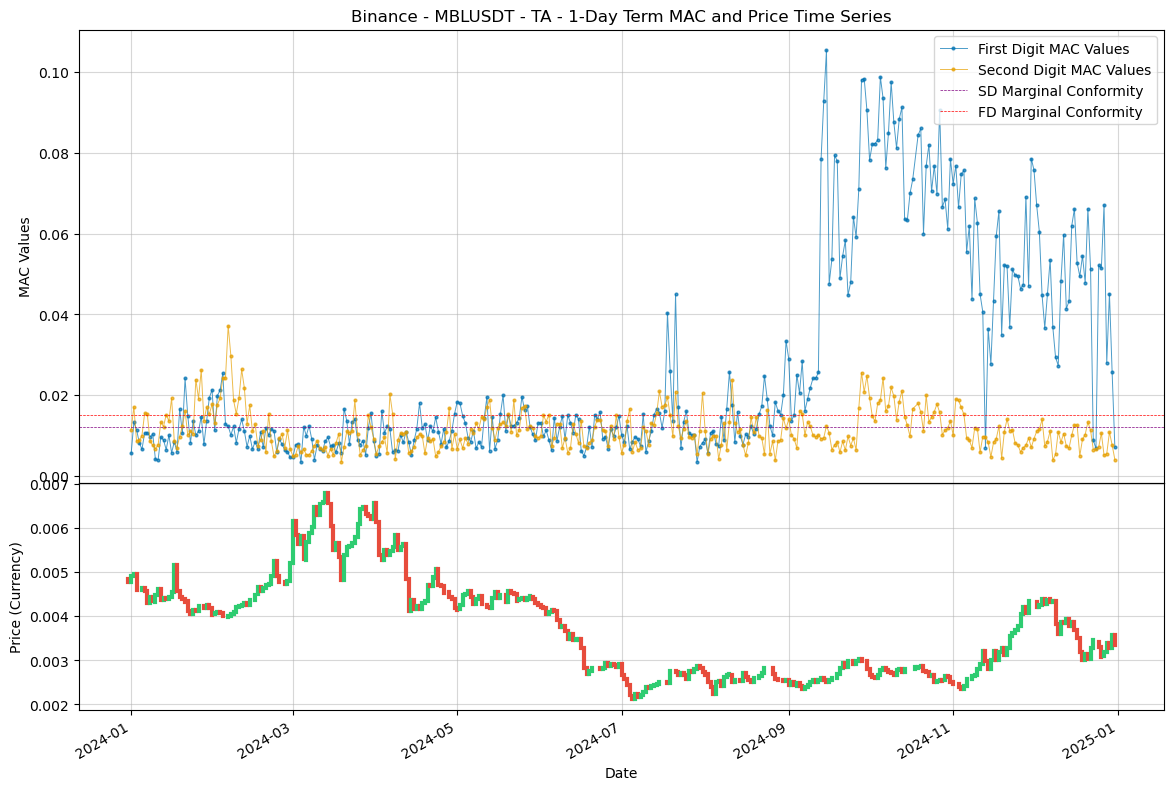 Binance - MBLUSDT - TA - 1-Day Term MAC and Price Time Series
First Digit MAC Values
Second Digit MAC Values
SD Marginal Conformity
FD Marginal Conformity
MAC Values
0.10
0.08
0.06
0.04
0.02
0.00
Price (Currency)
0.007
0.006
0.005
0.004
0.003
0.002
2024-01
2024-03
2024-05
2024-07
2024-09
2024-11
2025-01
Date